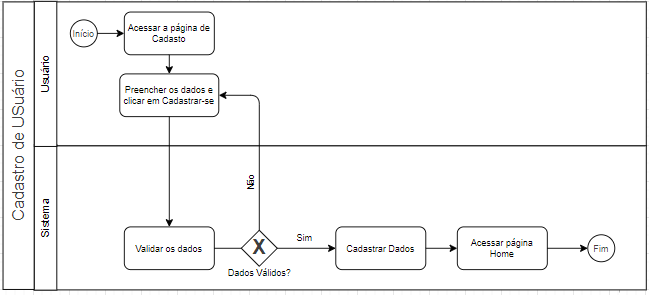 Cadastro de USuário
Usuário
Início
Acessar a página de
Cadasto
Preencher os dados e
clicar em Cadastrar-se
Sistema
Validar os dados
X
Dados Válidos?
Não
Sim
Cadastrar Dados
Acessar página
Home
Fim